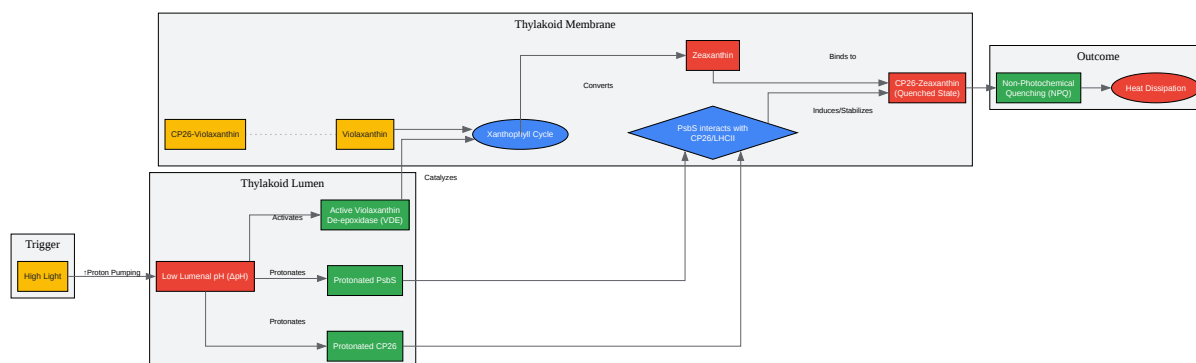 Thylakoid Membrane
Zeaxanthin
Binds to
CP26-Zeaxanthin
(Quenched State)
Converts
Induces/Stabilizes
CP26-Violaxanthin
Violaxanthin
Xanthophyll Cycle
PsbS interacts with
CP26/LHCII
Outcome
Non-Photochemical
Quenching (NPQ)
Heat Dissipation
Thylakoid Lumen
Catalyzes
Active Violaxanthin
De-epoxidase (VDE)
Activates
Trigger
High Light
↑Proton Pumping
Low Lumenal pH (ΔpH)
Protonates
Protonated PsbS
Protonates
Protonated CP26